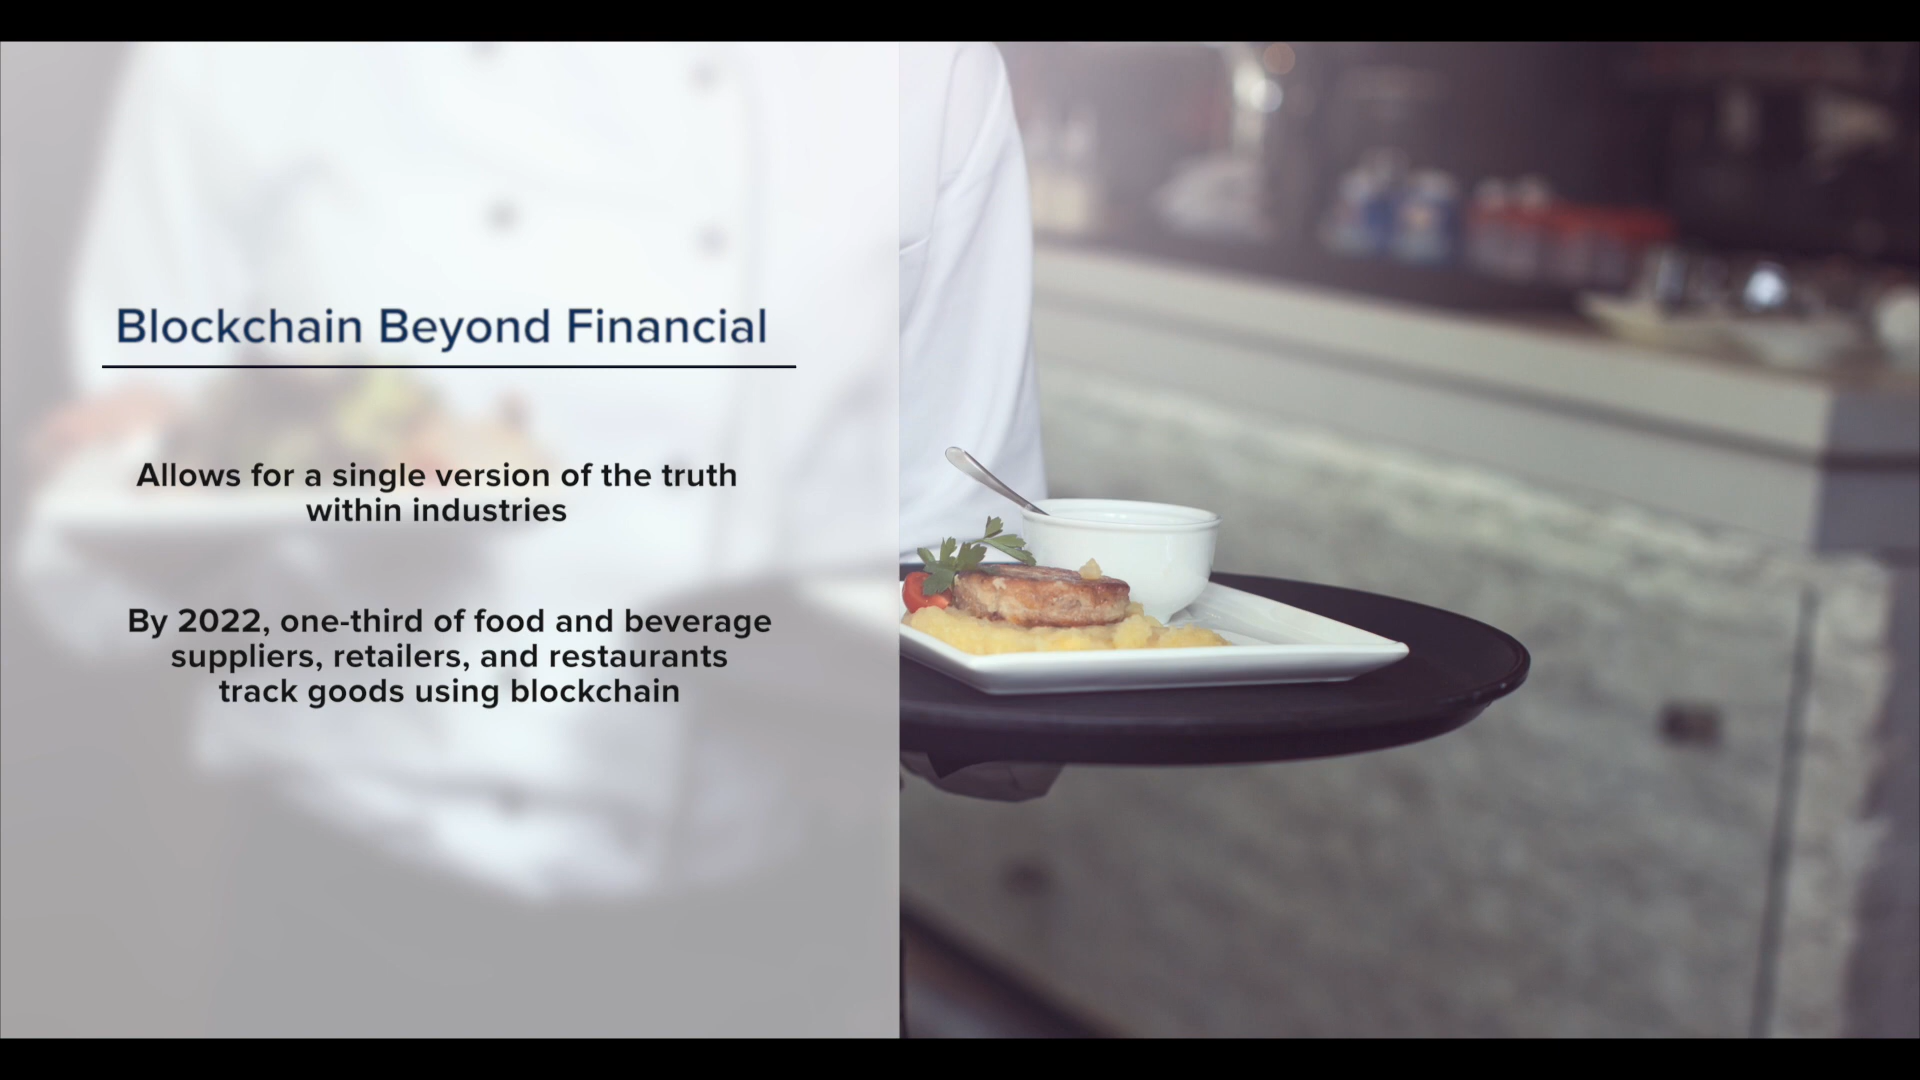 Blockchain Beyond Financial
Allows for a single version of the truth
within industries
By 2022, one-third of food and beverage
suppliers, retailers, and restaurants
track goods using blockchain